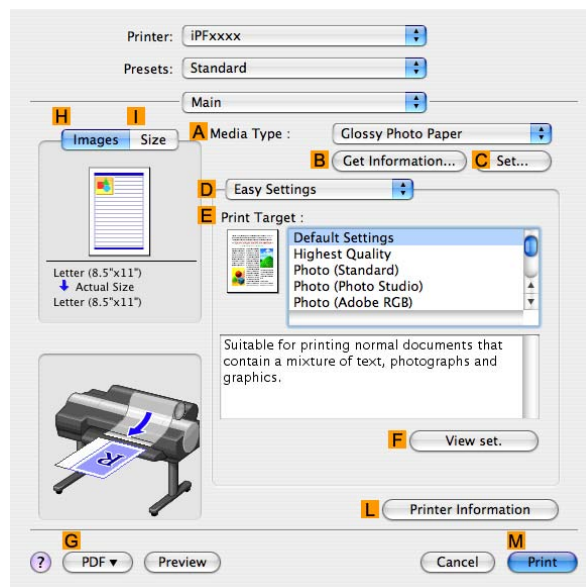 Printer: iPFxxxx
Presets: Standard
Main
H I
Images Size
A Media Type : Glossy Photo Paper
B Get Information... C Set...
D Easy Settings
E Print Target :
Default Settings
Highest Quality
Photo (Standard)
Photo (Photo Studio)
Photo (Adobe RGB)
Letter (8.5"x11")
Actual Size
Letter (8.5"x11")
Suitable for printing normal documents that
contain a mixture of text, photographs and
graphics.
R
F View set.
L Printer Information
G M
? PDF ▼ Preview Cancel Print